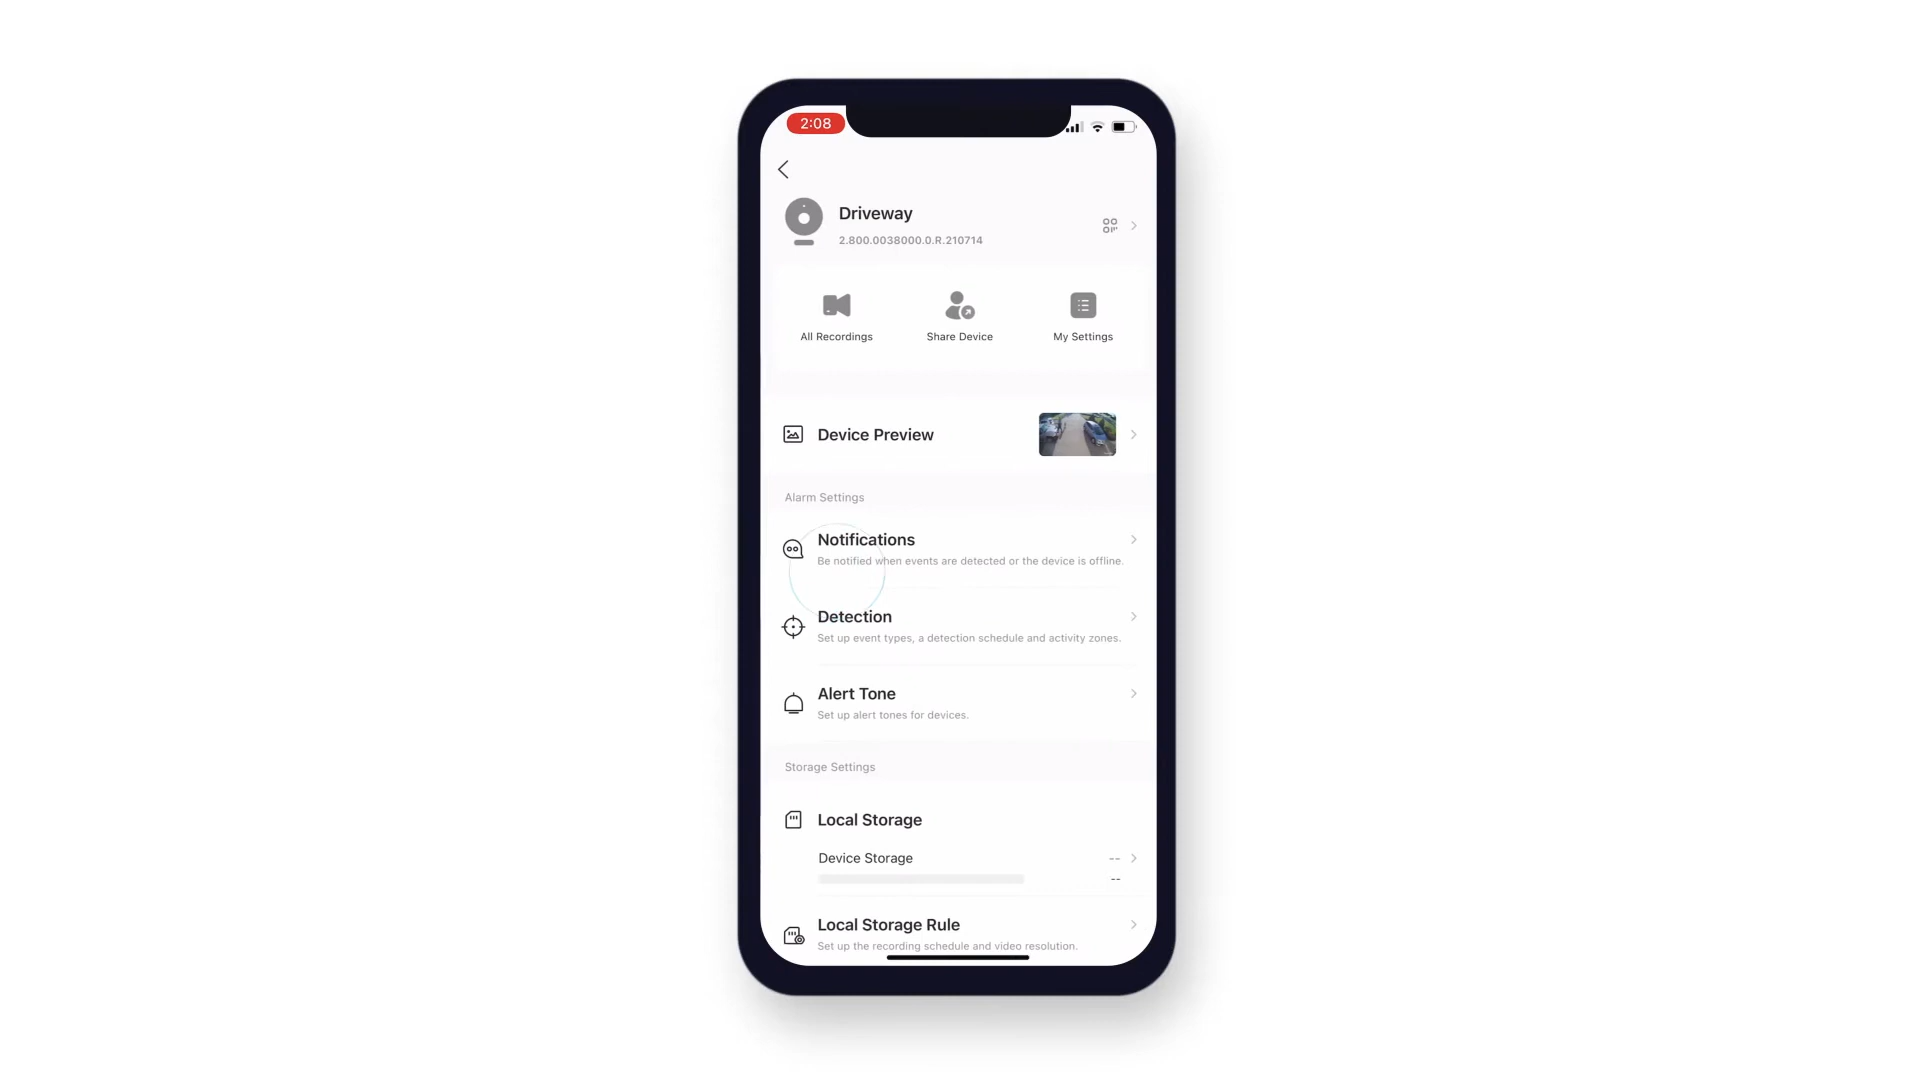 2:08
Driveway
2.800.0038000.0.R.210714
All Recordings
Share Device
My Settings
Device Preview
Alarm Settings
Notifications
Be notified when events are detected or the device is offline.
Detection
Set up event types, a detection schedule and activity zones.
Alert Tone
Set up alert tones for devices.
Storage Settings
Local Storage
Device Storage --
--
Local Storage Rule
Set up the recording schedule and video resolution.